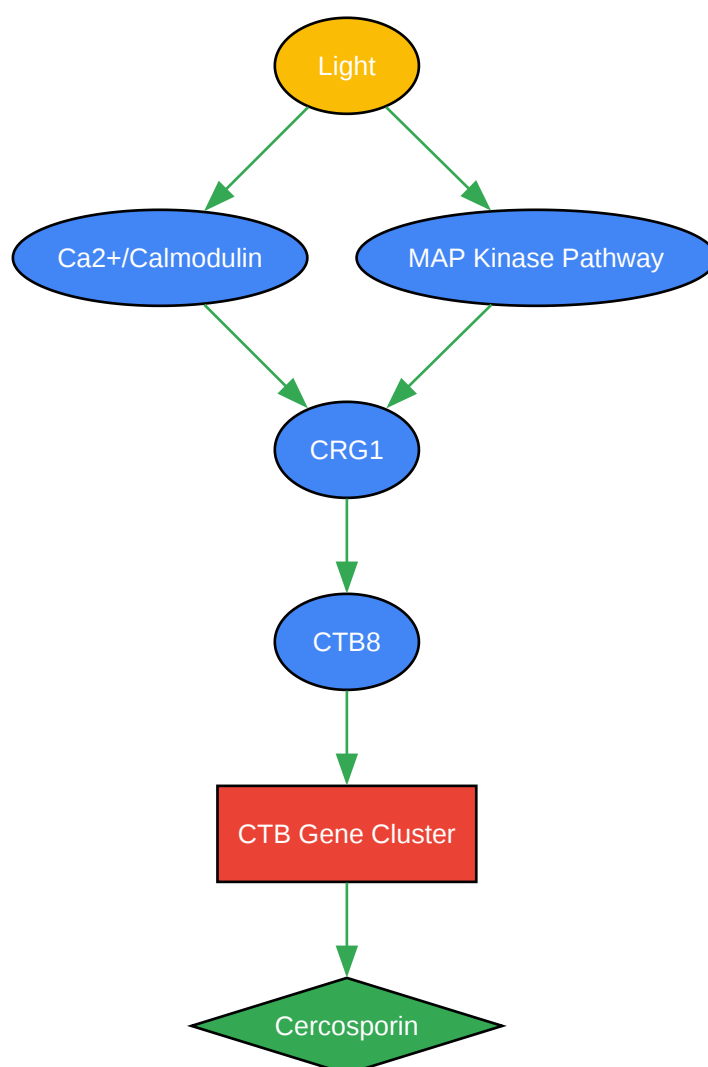 Light
Ca2+/Calmodulin
MAP Kinase Pathway
CRG1
CTB8
CTB Gene Cluster
Cercosporin